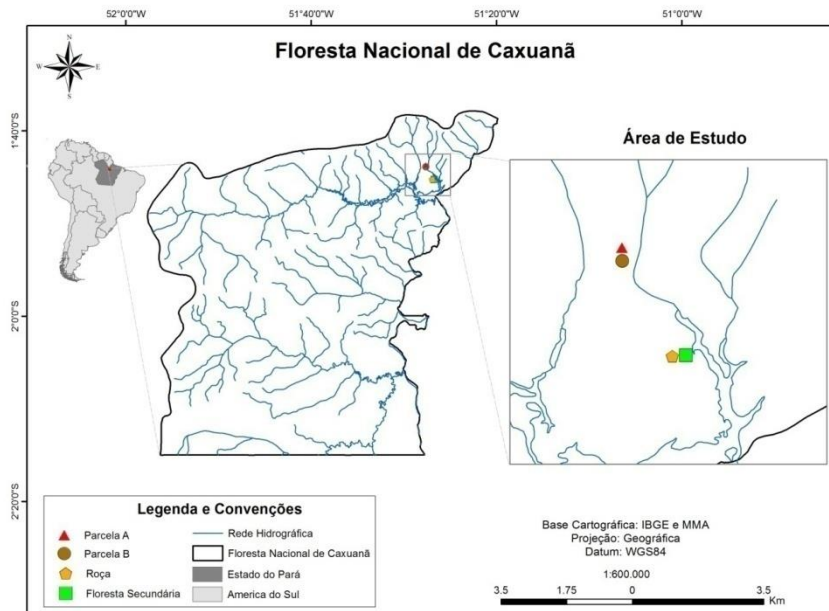 52°0'0"W
51°40'0"W
51°20'0"W
51°0'0"W
Floresta Nacional de Caxuanã
N
W
E
S
1°40'0"S
2°0'0"S
2°20'0"S
Área de Estudo
Legenda e Convenções
Parcela A
Parcela B
Roça
Floresta Secundária
Rede Hidrográfica
Floresta Nacional de Caxuanã
Estado do Pará
America do Sul
Base Cartográfica: IBGE e MMA
Projeção: Geográfica
Datum: WGS84
1:600.000
3.5 1.75 0 3.5
Km